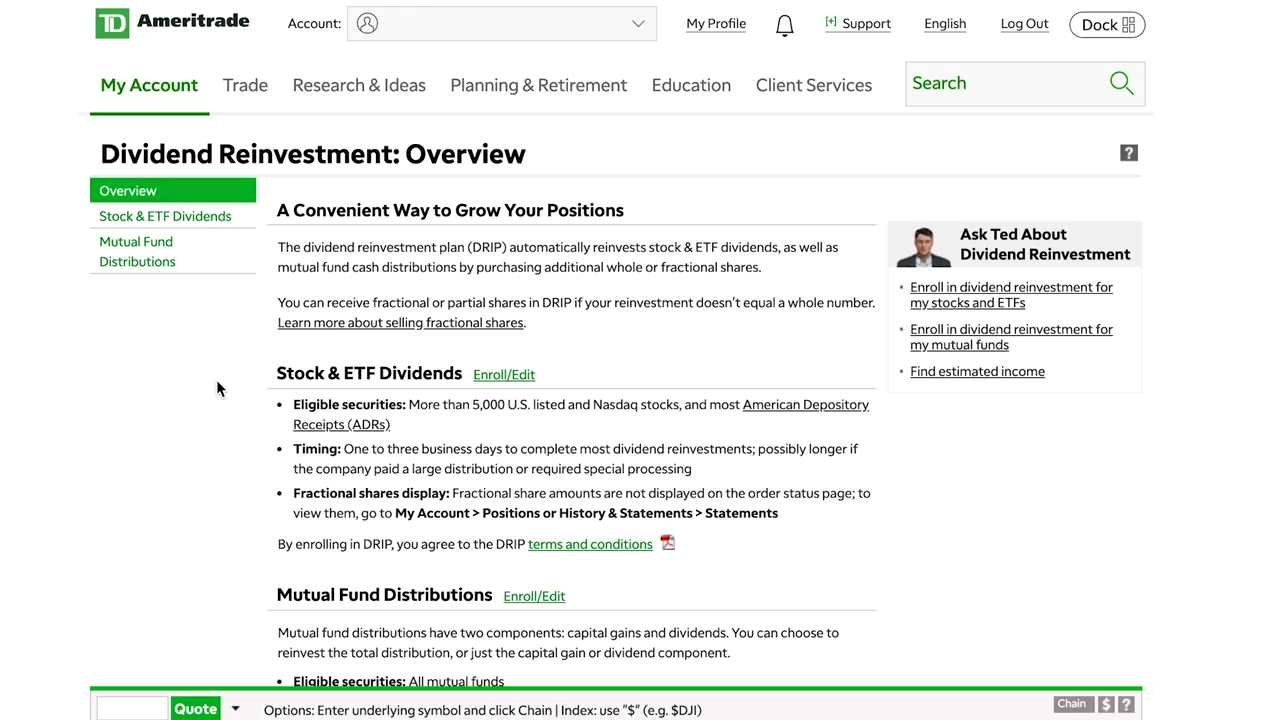 TD Ameritrade
Account:
My Profile
[+] Support
English
Log Out
Dock
My Account
Trade
Research & Ideas
Planning & Retirement
Education
Client Services
Search
Dividend Reinvestment: Overview
?
Overview
Stock & ETF Dividends
Mutual Fund
Distributions
A Convenient Way to Grow Your Positions
The dividend reinvestment plan (DRIP) automatically reinvests stock & ETF dividends, as well as
mutual fund cash distributions by purchasing additional whole or fractional shares.
You can receive fractional or partial shares in DRIP if your reinvestment doesn't equal a whole number.
Learn more about selling fractional shares.
Stock & ETF Dividends Enroll/Edit
• Eligible securities: More than 5,000 U.S. listed and Nasdaq stocks, and most American Depository
Receipts (ADRs)
• Timing: One to three business days to complete most dividend reinvestments; possibly longer if
the company paid a large distribution or required special processing
• Fractional shares display: Fractional share amounts are not displayed on the order status page; to
view them, go to My Account > Positions or History & Statements > Statements
By enrolling in DRIP, you agree to the DRIP terms and conditions
Mutual Fund Distributions Enroll/Edit
Mutual fund distributions have two components: capital gains and dividends. You can choose to
reinvest the total distribution, or just the capital gain or dividend component.
• Eligible securities: All mutual funds
Ask Ted About
Dividend Reinvestment
• Enroll in dividend reinvestment for
my stocks and ETFs
• Enroll in dividend reinvestment for
my mutual funds
• Find estimated income
Quote
Options: Enter underlying symbol and click Chain | Index: use "$" (e.g. $DJI)
Chain $ ?